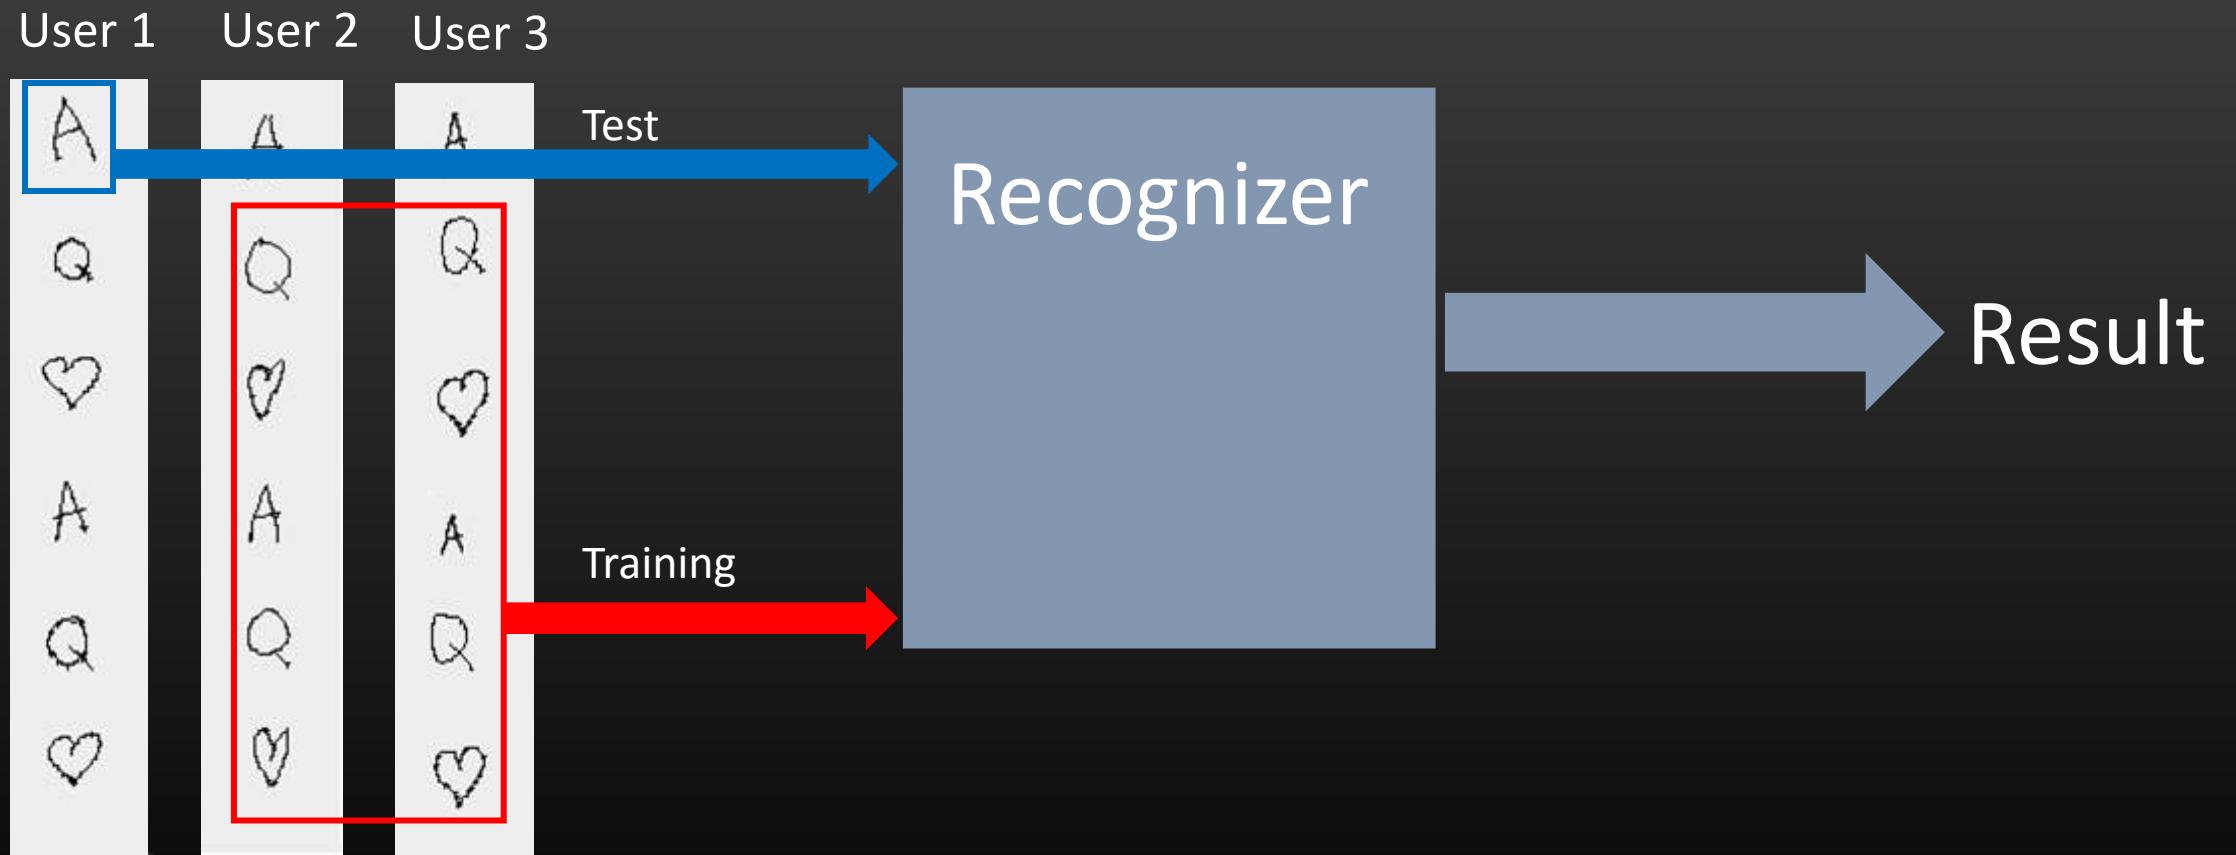 User 1 User 2 User 3
A A A
Test
Recognizer
Q Q Q
Result
A A A
Training
Q Q Q